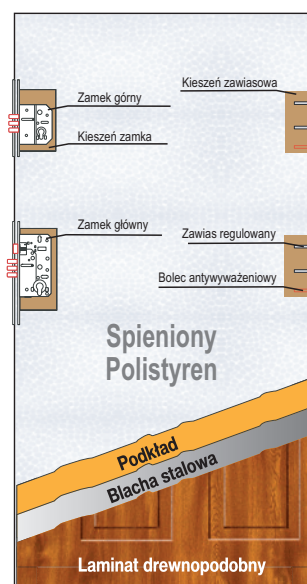 Kieszeń zawiasowa
Zamek górny
Kieszeń zamka
Zamek główny
Zawias regulowany
Bolec antywyważeniowy
Spieniony
Polistyren
Podkład
Blacha stalowa
Laminat drewnopodobny